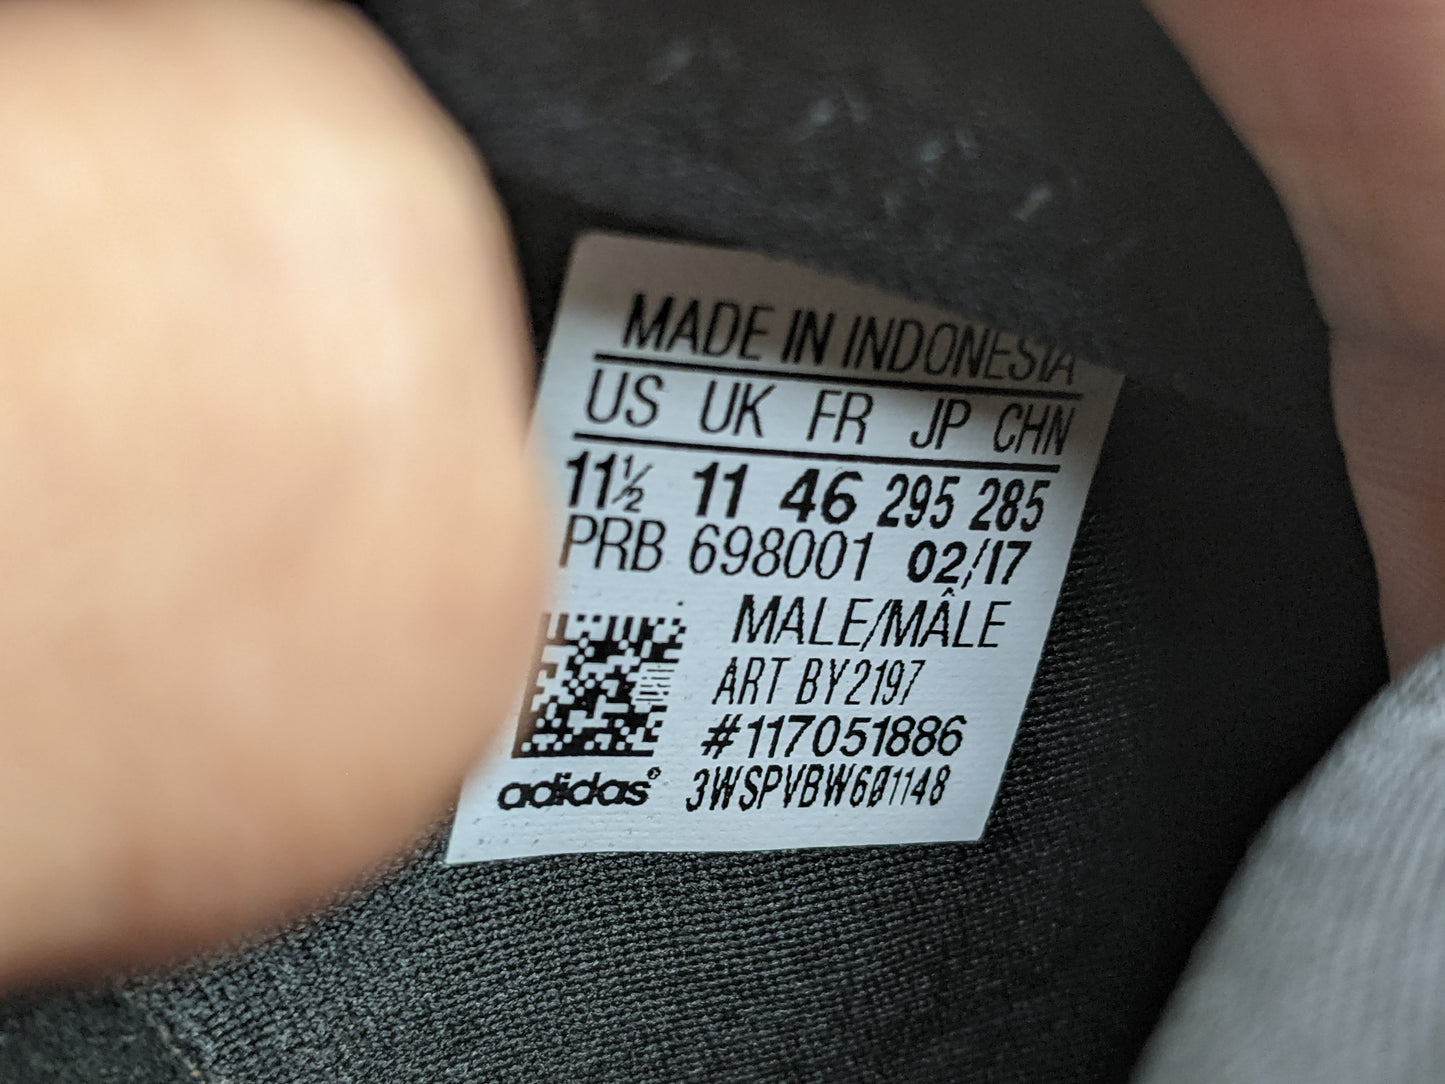 MADE IN INDONESIA
US UK FR JP CHN
11½ 11 46 295 285
PRB 698001 02/17
MALE/MÂLE
ART BY2197
#117051886
adidas® 3WSPVBW601148